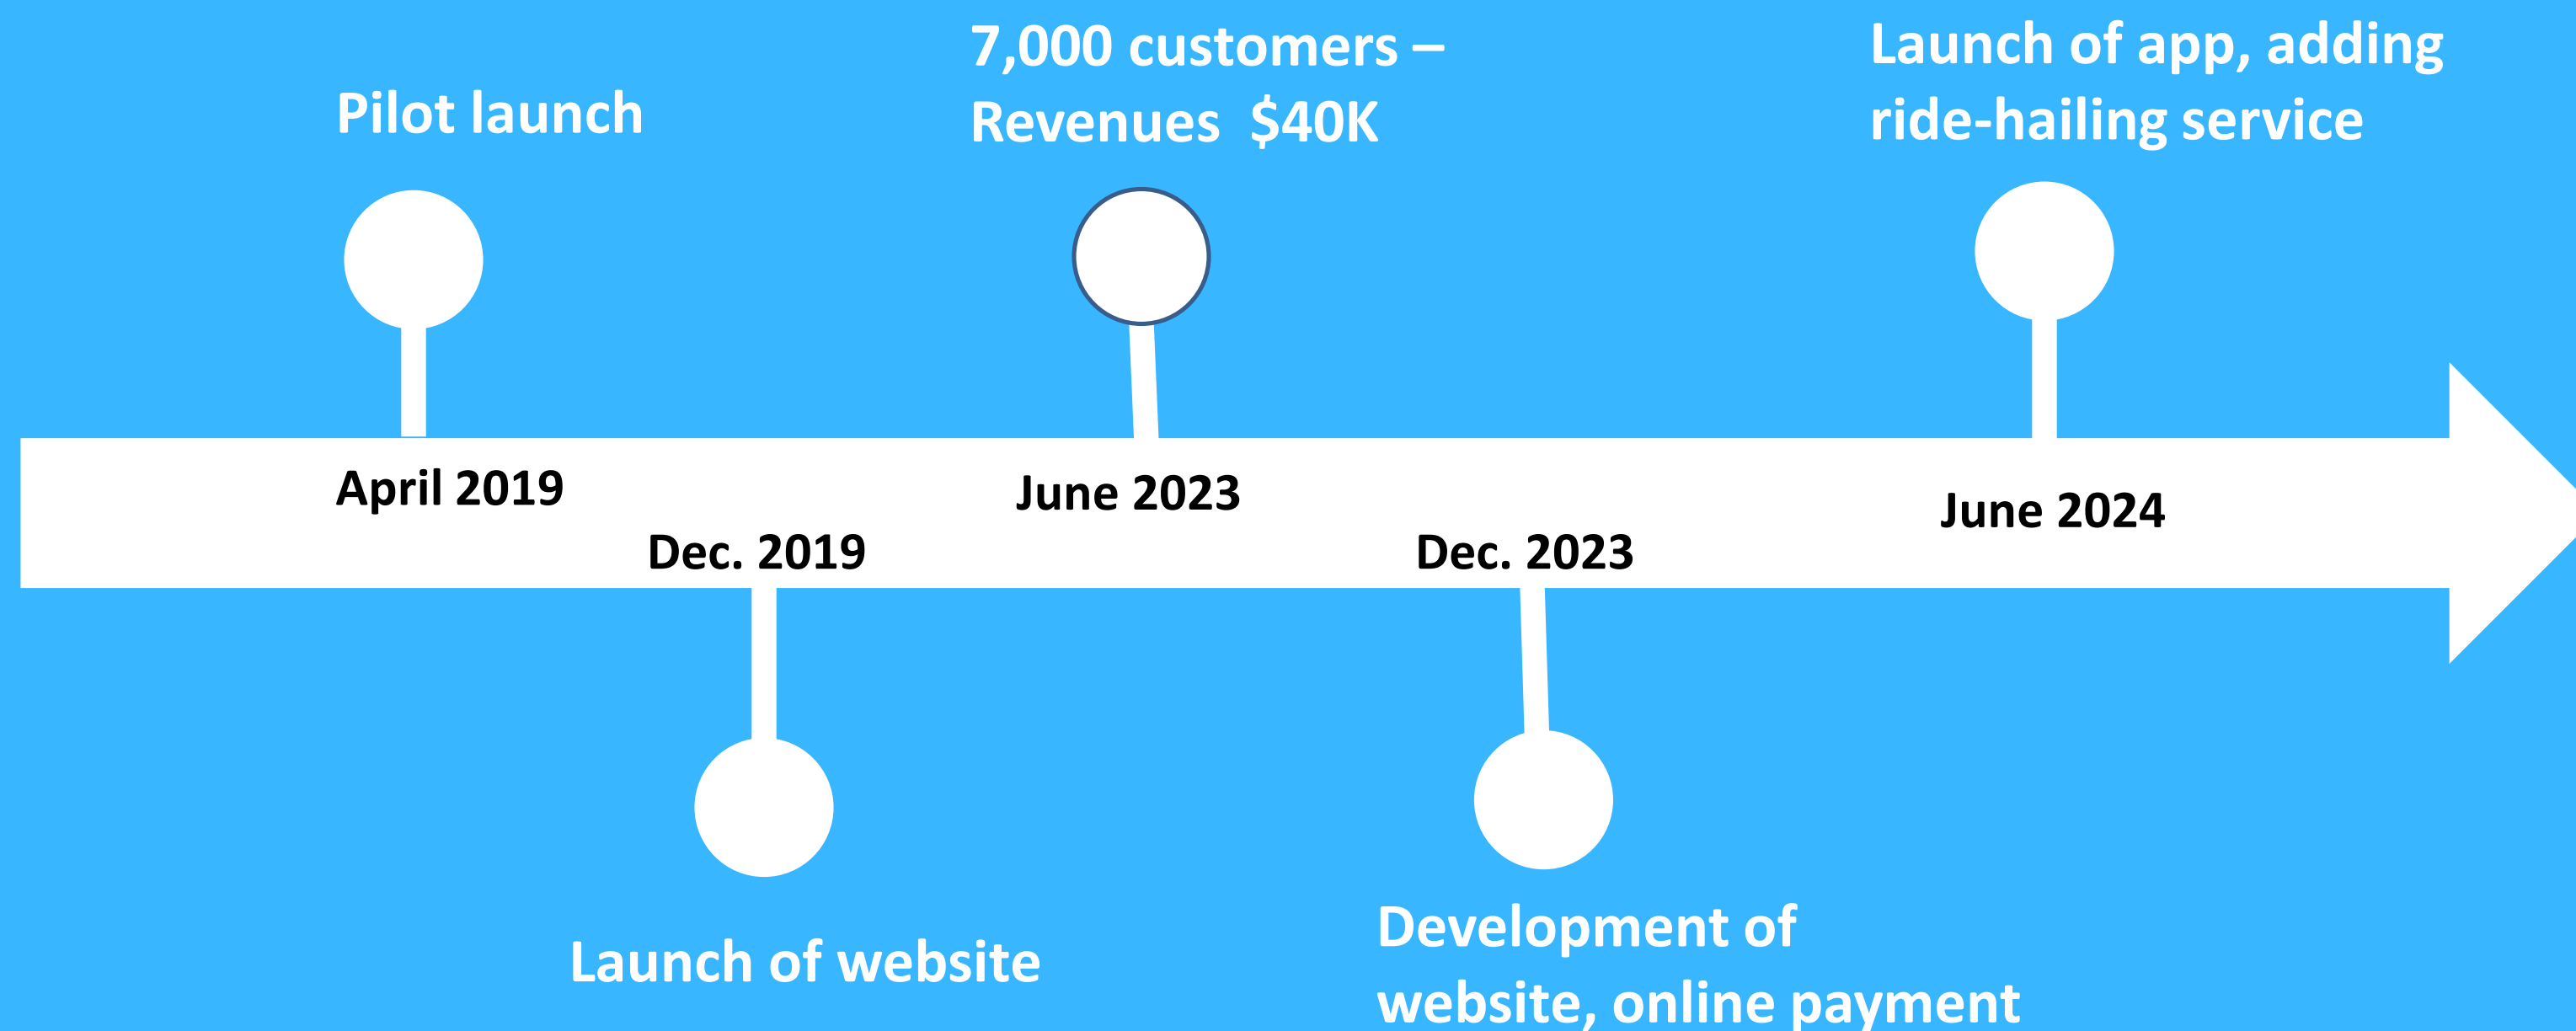 Pilot launch
7,000 customers –
Revenues  $40K
Launch of app, adding
ride-hailing service
April 2019
June 2023
June 2024
Dec. 2019
Dec. 2023
Launch of website
Development of
website, online payment